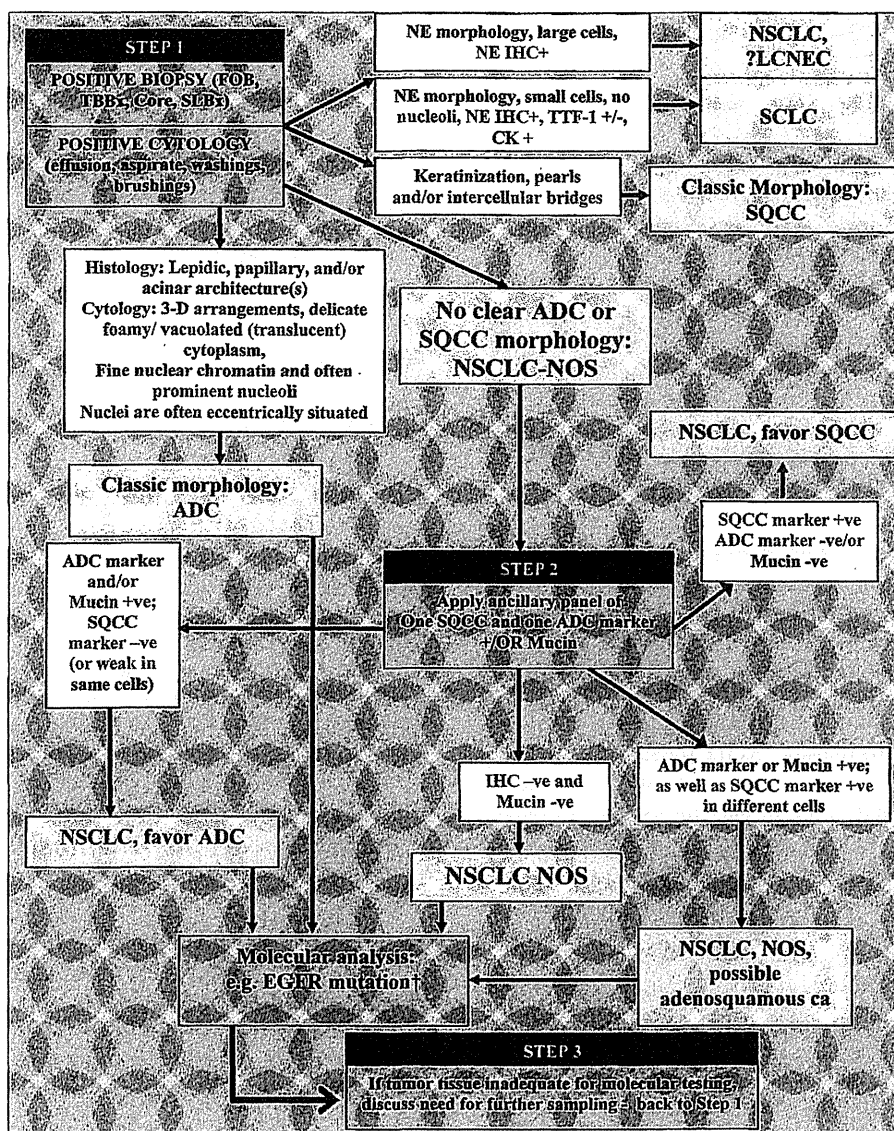 STEP 1
POSITIVE BIOPSY (FOB,
TBBx, Core, SLBx)
POSITIVE CYTOLOGY
(effusion, aspirate, washings,
brushings)
NE morphology, large cells,
NE IHC+
NSCLC,
?LCNEC
NE morphology, small cells, no
nucleoli, NE IHC+, TTF-1 +/-,
CK +
SCLC
Keratinization, pearls
and/or intercellular bridges
Classic Morphology:
SQCC
Histology: Lepidic, papillary, and/or
acinar architecture(s)
Cytology: 3-D arrangements, delicate
foamy/ vacuolated (translucent)
cytoplasm,
Fine nuclear chromatin and often
prominent nucleoli
Nuclei are often eccentrically situated
No clear ADC or
SQCC morphology:
NSCLC-NOS
NSCLC, favor SQCC
Classic morphology:
ADC
SQCC marker +ve
ADC marker -ve/or
Mucin -ve
ADC marker
and/or
Mucin +ve;
SQCC
marker –ve
(or weak in
same cells)
STEP 2
Apply ancillary panel of
One SQCC and one ADC marker
+/OR Mucin
IHC –ve and
Mucin -ve
ADC marker or Mucin +ve;
as well as SQCC marker +ve
in different cells
NSCLC, favor ADC
NSCLC NOS
Molecular analysis:
e.g. EGFR mutation†
NSCLC, NOS,
possible
adenosquamous ca
STEP 3
If tumor tissue inadequate for molecular testing,
discuss need for further sampling – back to Step 1